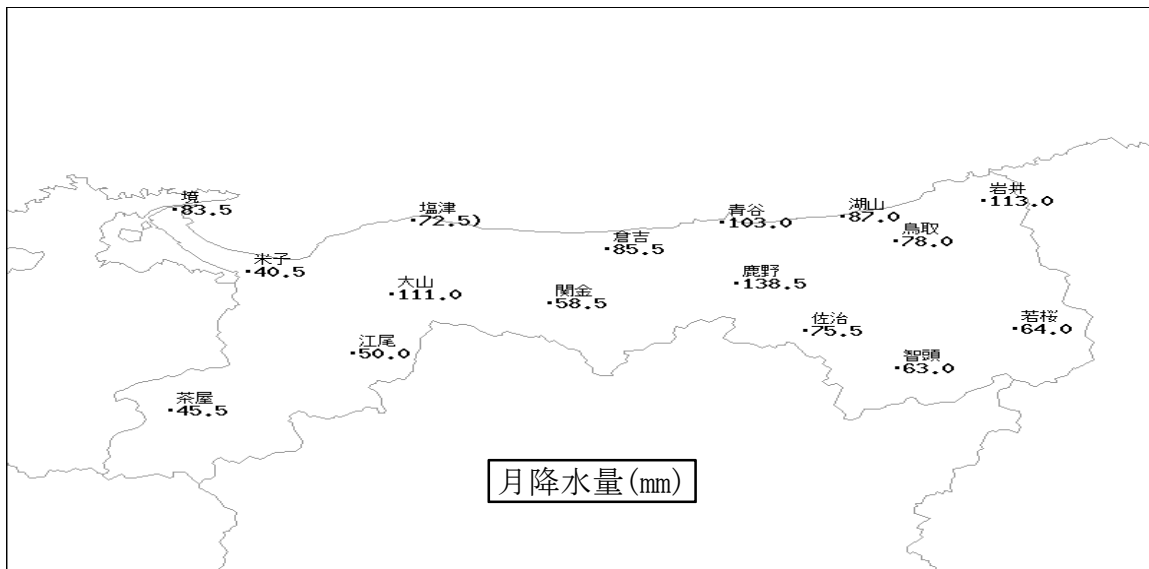 岩井
・113.0
境
・83.5
塩津
・72.5)
青谷
・103.0
湖山
・87.0
鳥取
・78.0
倉吉
・85.5
米子
・40.5
大山
・111.0
関金
・58.5
鹿野
・138.5
佐治
・75.5
若桜
・64.0
江尾
・50.0
智頭
・63.0
茶屋
・45.5
月降水量(mm)